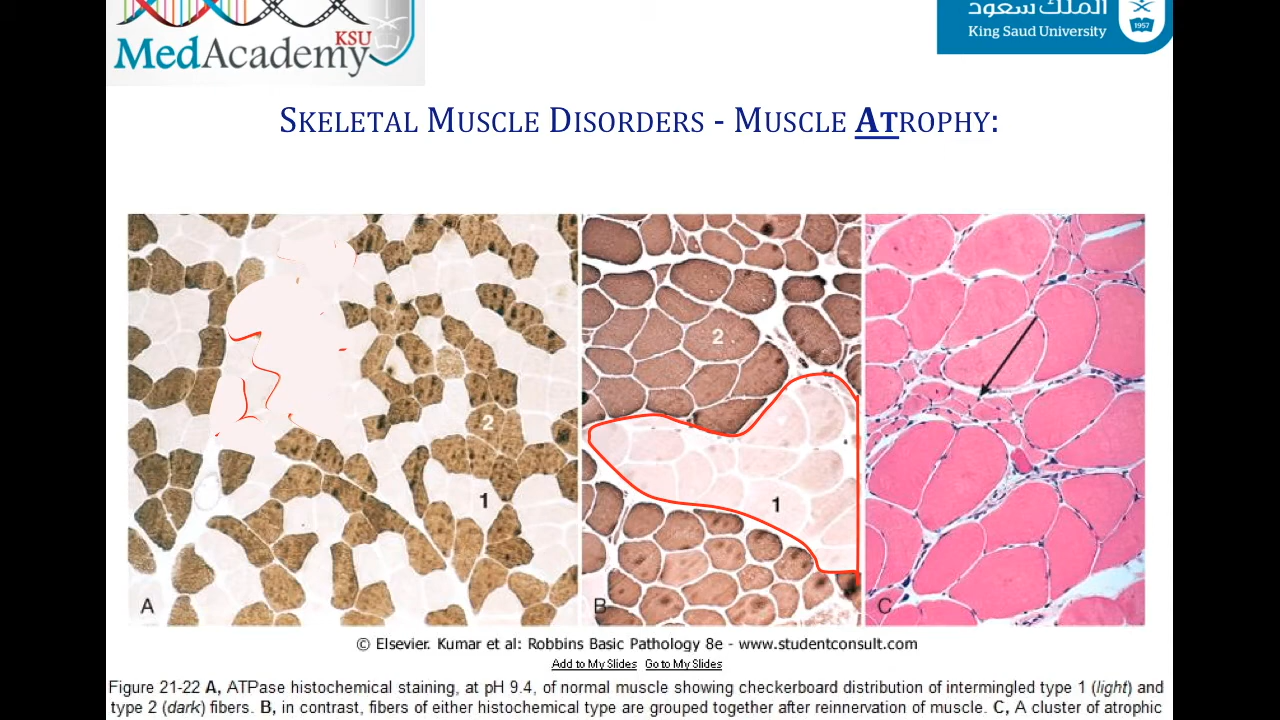 الملك سعود
King Saud University
1957
KSU
MedAcademy
SKELETAL MUSCLE DISORDERS - MUSCLE ATROPHY:
2
1
A
2
1
B
C
© Elsevier. Kumar et al: Robbins Basic Pathology 8e - www.studentconsult.com
Add to My Slides Go to My Slides
Figure 21-22 A, ATPase histochemical staining, at pH 9.4, of normal muscle showing checkerboard distribution of intermingled type 1 (light) and
type 2 (dark) fibers. B, in contrast, fibers of either histochemical type are grouped together after reinnervation of muscle. C, A cluster of atrophic